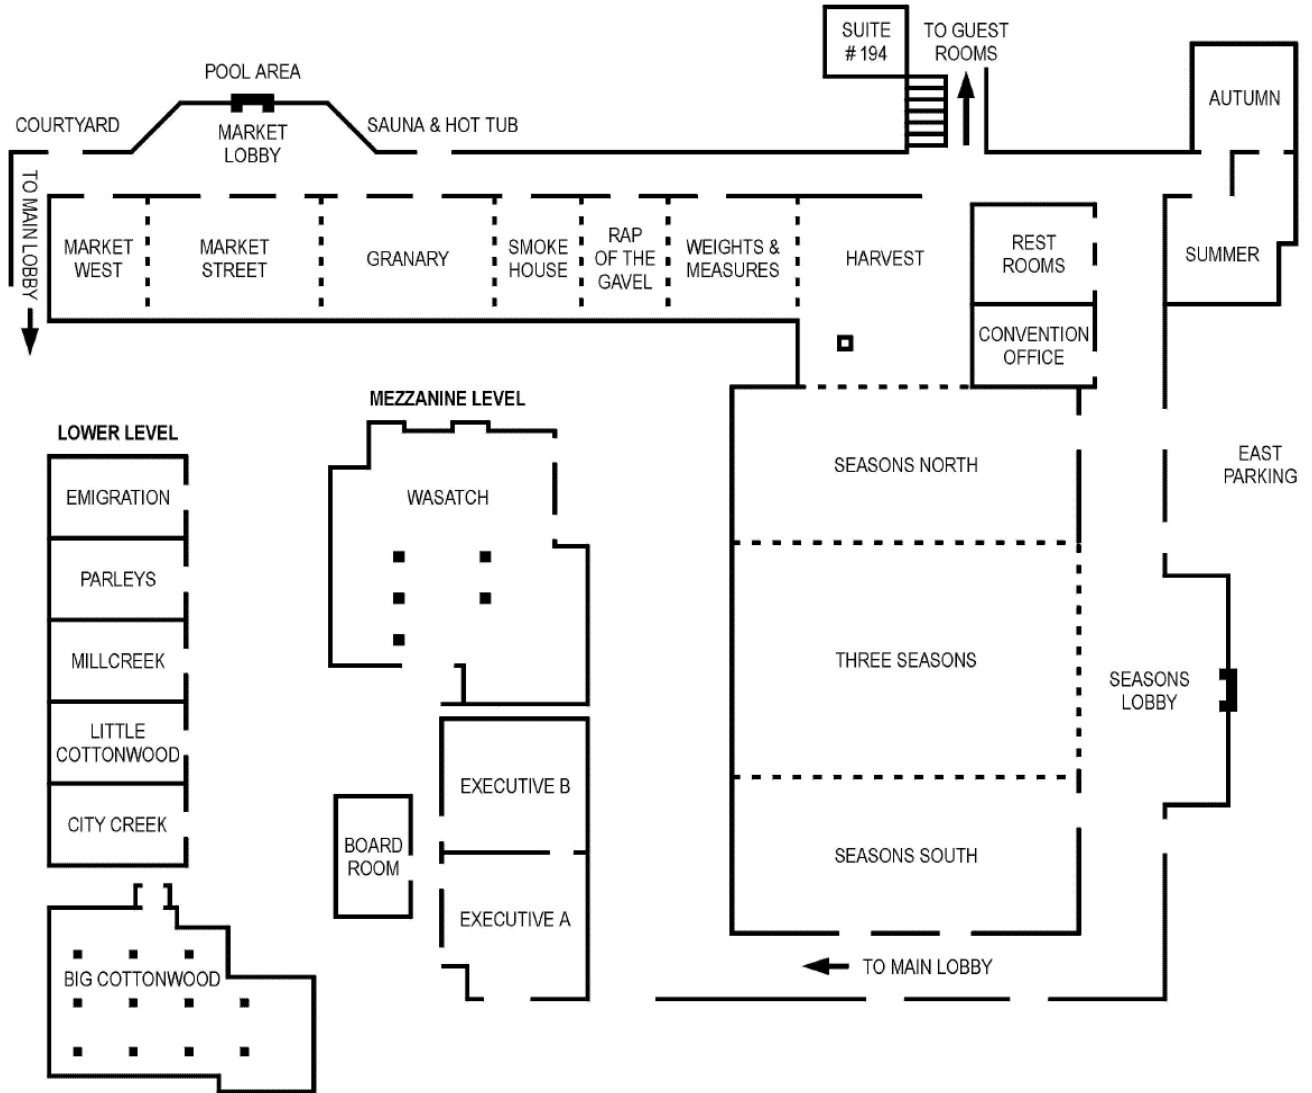 SUITE
# 194
TO GUEST
ROOMS
POOL AREA
AUTUMN
COURTYARD
MARKET
LOBBY
SAUNA & HOT TUB
TO MAIN LOBBY
MARKET
WEST
MARKET
STREET
GRANARY
SMOKE
HOUSE
RAP
OF THE
GAVEL
WEIGHTS &
MEASURES
HARVEST
REST
ROOMS
SUMMER
CONVENTION
OFFICE
MEZZANINE LEVEL
LOWER LEVEL
EMIGRATION
PARLEYS
MILLCREEK
LITTLE
COTTONWOOD
CITY CREEK
BIG COTTONWOOD
WASATCH
EXECUTIVE B
BOARD
ROOM
EXECUTIVE A
SEASONS NORTH
EAST
PARKING
THREE SEASONS
SEASONS
LOBBY
SEASONS SOUTH
TO MAIN LOBBY